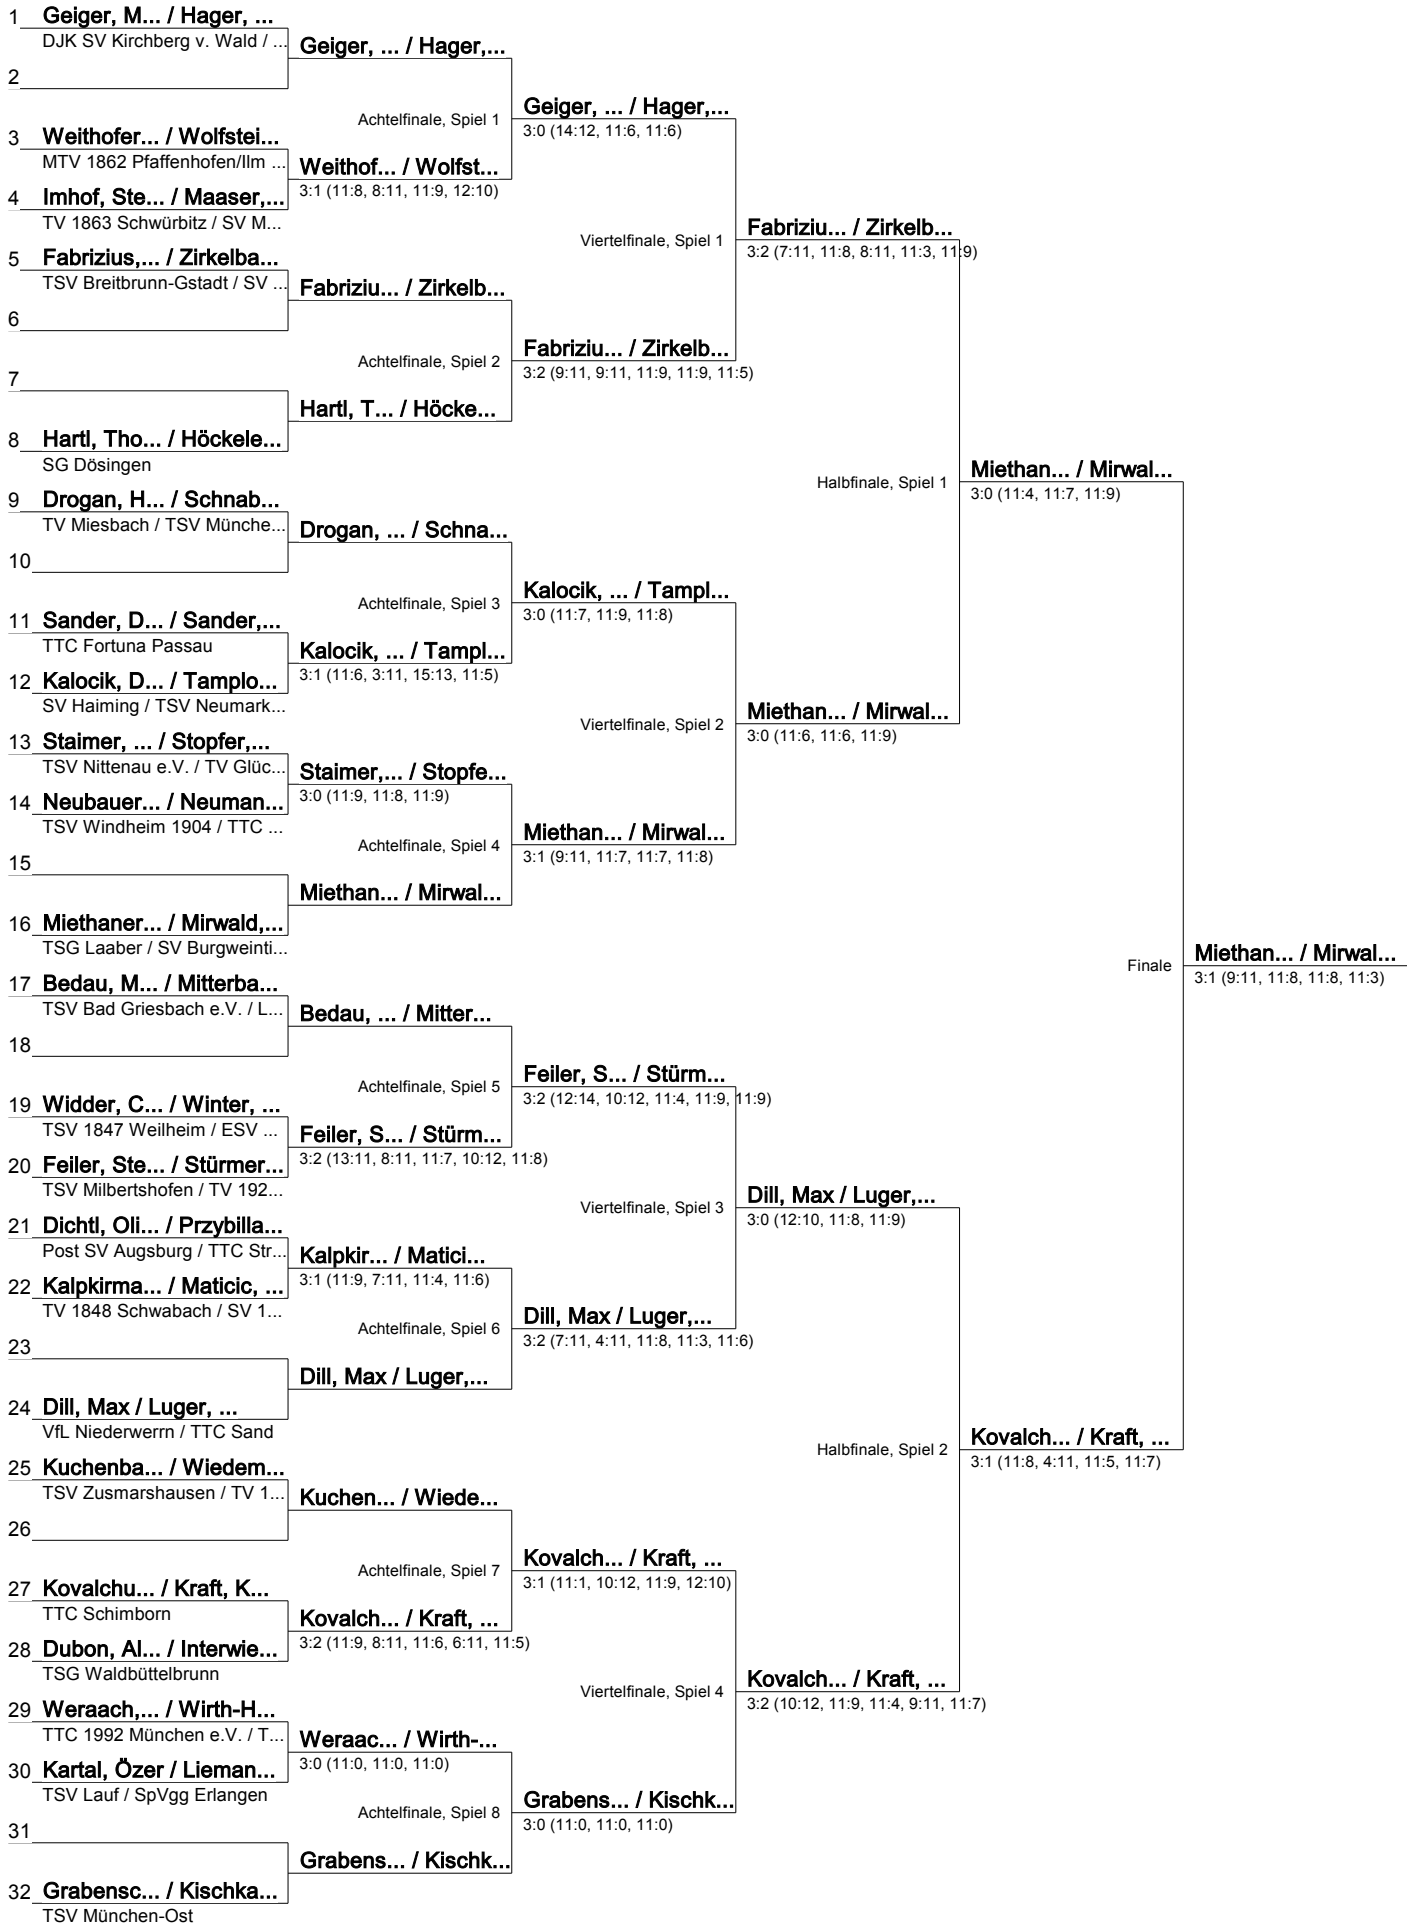 1 Geiger, M... / Hager, ...
DJK SV Kirchberg v. Wald / ...
Geiger, ... / Hager,...
2
Achtelfinale, Spiel 1
Geiger, ... / Hager,...
3:0 (14:12, 11:6, 11:6)
3 Weithofer... / Wolfstei...
MTV 1862 Pfaffenhofen/Ilm ...
Weithof... / Wolfst...
3:1 (11:8, 8:11, 11:9, 12:10)
4 Imhof, Ste... / Maaser,...
TV 1863 Schwürbitz / SV M...
Viertelfinale, Spiel 1
Fabriziu... / Zirkelb...
3:2 (7:11, 11:8, 8:11, 11:3, 11:9)
5 Fabrizius,... / Zirkelba...
TSV Breitbrunn-Gstadt / SV ...
Fabriziu... / Zirkelb...
6
Achtelfinale, Spiel 2
Fabriziu... / Zirkelb...
3:2 (9:11, 9:11, 11:9, 11:9, 11:5)
7
Hartl, T... / Höcke...
8 Hartl, Tho... / Höckele...
SG Dösingen
Halbfinale, Spiel 1
Miethan... / Mirwal...
3:0 (11:4, 11:7, 11:9)
9 Drogan, H... / Schnab...
TV Miesbach / TSV Münche...
Drogan, ... / Schna...
10
Achtelfinale, Spiel 3
Kalocik, ... / Tampl...
3:0 (11:7, 11:9, 11:8)
11 Sander, D... / Sander,...
TTC Fortuna Passau
Kalocik, ... / Tampl...
3:1 (11:6, 3:11, 15:13, 11:5)
12 Kalocik, D... / Tamplo...
SV Haiming / TSV Neumark...
Viertelfinale, Spiel 2
Miethan... / Mirwal...
3:0 (11:6, 11:6, 11:9)
13 Staimer, ... / Stopfer,...
TSV Nittenau e.V. / TV Glüc...
Staimer,... / Stopfe...
3:0 (11:9, 11:8, 11:9)
14 Neubauer... / Neuman...
TSV Windheim 1904 / TTC ...
Achtelfinale, Spiel 4
Miethan... / Mirwal...
3:1 (9:11, 11:7, 11:7, 11:8)
15
Miethan... / Mirwal...
16 Miethaner... / Mirwald,...
TSG Laaber / SV Burgweinti...
Finale
Miethan... / Mirwal...
3:1 (9:11, 11:8, 11:8, 11:3)
17 Bedau, M... / Mitterba...
TSV Bad Griesbach e.V. / L...
Bedau, ... / Mitter...
18
Achtelfinale, Spiel 5
Feiler, S... / Stürm...
3:2 (12:14, 10:12, 11:4, 11:9, 11:9)
19 Widder, C... / Winter, ...
TSV 1847 Weilheim / ESV ...
Feiler, S... / Stürm...
3:2 (13:11, 8:11, 11:7, 10:12, 11:8)
20 Feiler, Ste... / Stürmer...
TSV Milbertshofen / TV 192...
Viertelfinale, Spiel 3
Dill, Max / Luger,...
3:0 (12:10, 11:8, 11:9)
21 Dichtl, Oli... / Przybilla...
Post SV Augsburg / TTC Str...
Kalpkir... / Matici...
3:1 (11:9, 7:11, 11:4, 11:6)
22 Kalpkirma... / Maticic, ...
TV 1848 Schwabach / SV 1...
Achtelfinale, Spiel 6
Dill, Max / Luger,...
3:2 (7:11, 4:11, 11:8, 11:3, 11:6)
23
Dill, Max / Luger,...
24 Dill, Max / Luger, ...
VfL Niederwerrn / TTC Sand
Halbfinale, Spiel 2
Kovalch... / Kraft, ...
3:1 (11:8, 4:11, 11:5, 11:7)
25 Kuchenba... / Wiedem...
TSV Zusmarshausen / TV 1...
Kuchen... / Wiede...
26
Achtelfinale, Spiel 7
Kovalch... / Kraft, ...
3:1 (11:1, 10:12, 11:9, 12:10)
27 Kovalchu... / Kraft, K...
TTC Schimborn
Kovalch... / Kraft, ...
3:2 (11:9, 8:11, 11:6, 6:11, 11:5)
28 Dubon, Al... / Interwie...
TSG Waldbüttelbrunn
Viertelfinale, Spiel 4
Kovalch... / Kraft, ...
3:2 (10:12, 11:9, 11:4, 9:11, 11:7)
29 Weraach,... / Wirth-H...
TTC 1992 München e.V. / T...
Weraac... / Wirth-...
3:0 (11:0, 11:0, 11:0)
30 Kartal, Özer / Lieman...
TSV Lauf / SpVgg Erlangen
Achtelfinale, Spiel 8
Grabens... / Kischk...
3:0 (11:0, 11:0, 11:0)
31
Grabens... / Kischk...
32 Grabensc... / Kischka...
TSV München-Ost